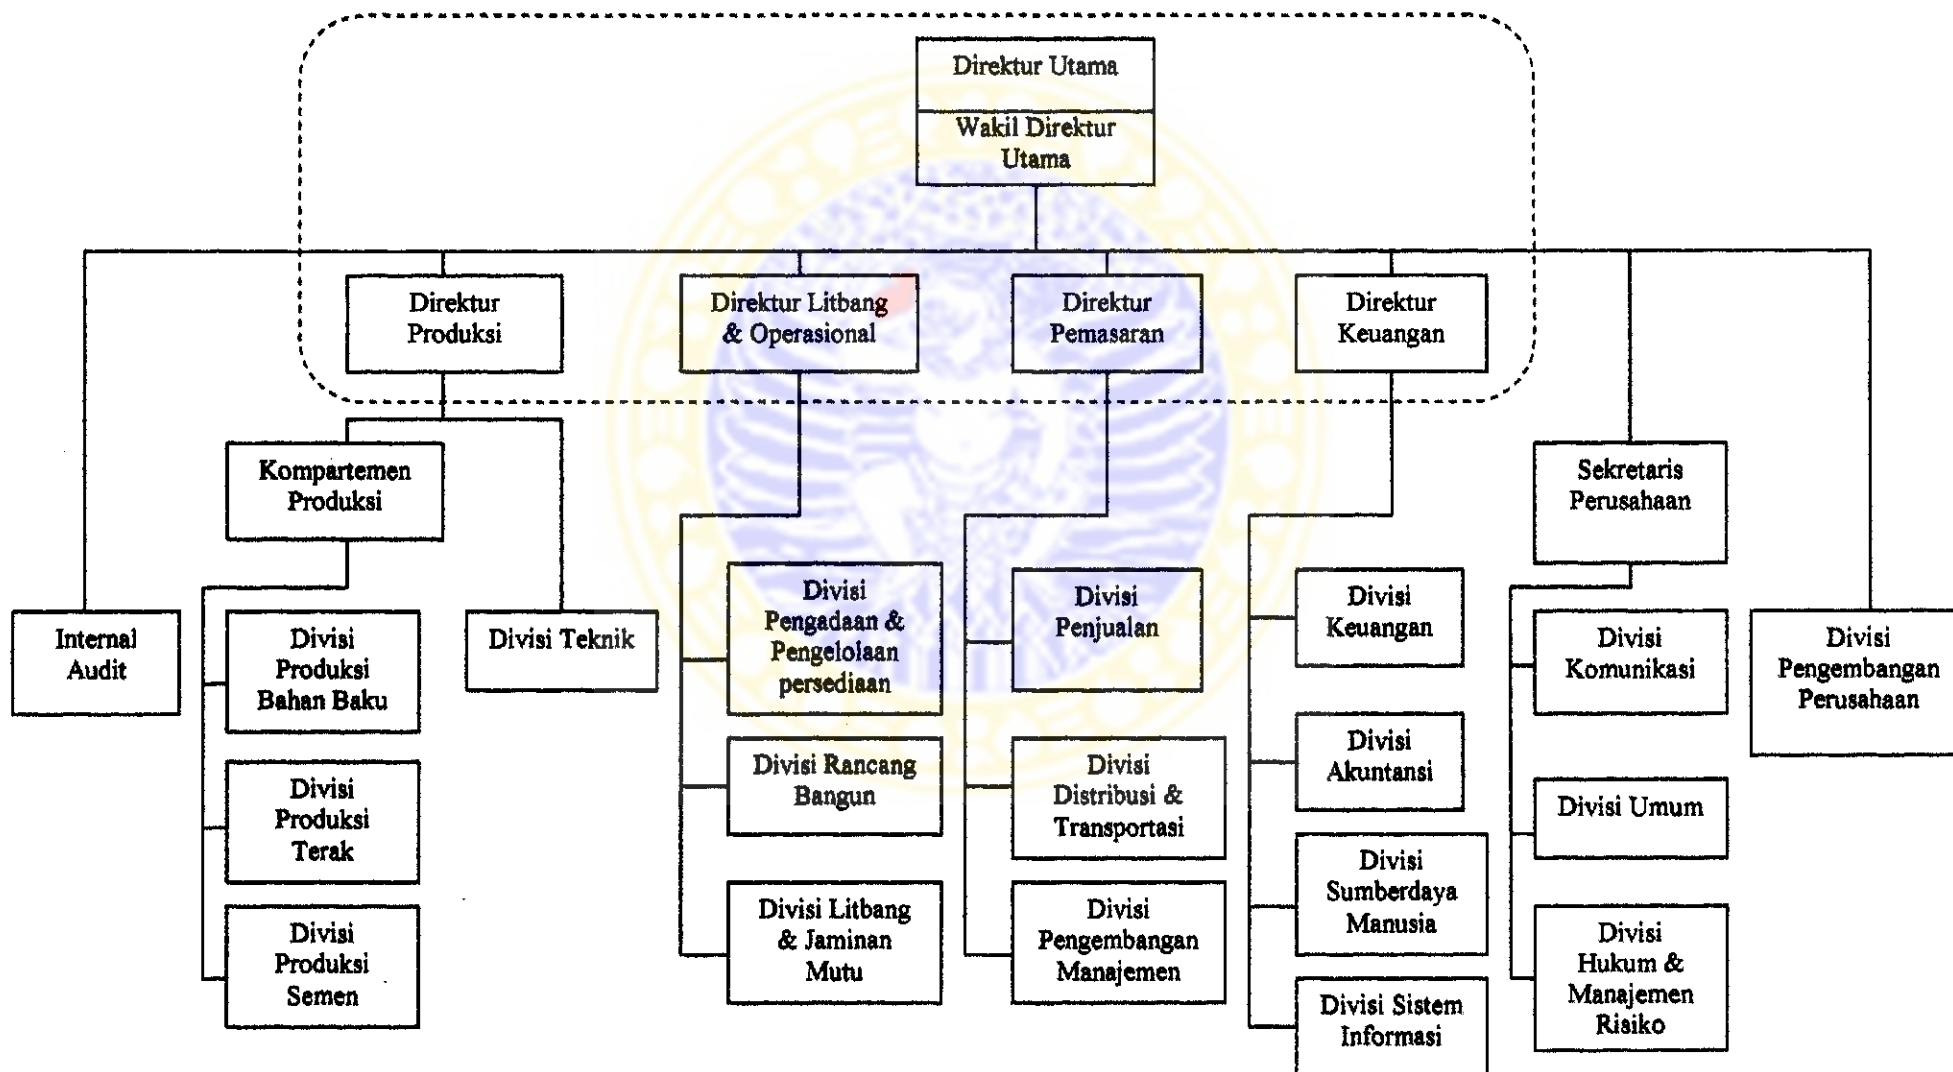 Direktur Utama
Wakil Direktur
Utama
Direktur
Produksi
Direktur Litbang
& Operasional
Direktur
Pemasaran
Direktur
Keuangan
Kompartemen
Produksi
Sekretaris
Perusahaan
Internal
Audit
Divisi
Produksi
Bahan Baku
Divisi Teknik
Divisi
Pengadaan &
Pengelolaan
persediaan
Divisi
Penjualan
Divisi
Keuangan
Divisi
Komunikasi
Divisi
Pengembangan
Perusahaan
Divisi
Produksi
Terak
Divisi Rancang
Bangun
Divisi
Distribusi &
Transportasi
Divisi
Akuntansi
Divisi Umum
Divisi
Produksi
Semen
Divisi Litbang
& Jaminan
Mutu
Divisi
Pengembangan
Manajemen
Divisi
Sumberdaya
Manusia
Divisi
Hukum &
Manajemen
Risiko
Divisi Sistem
Informasi